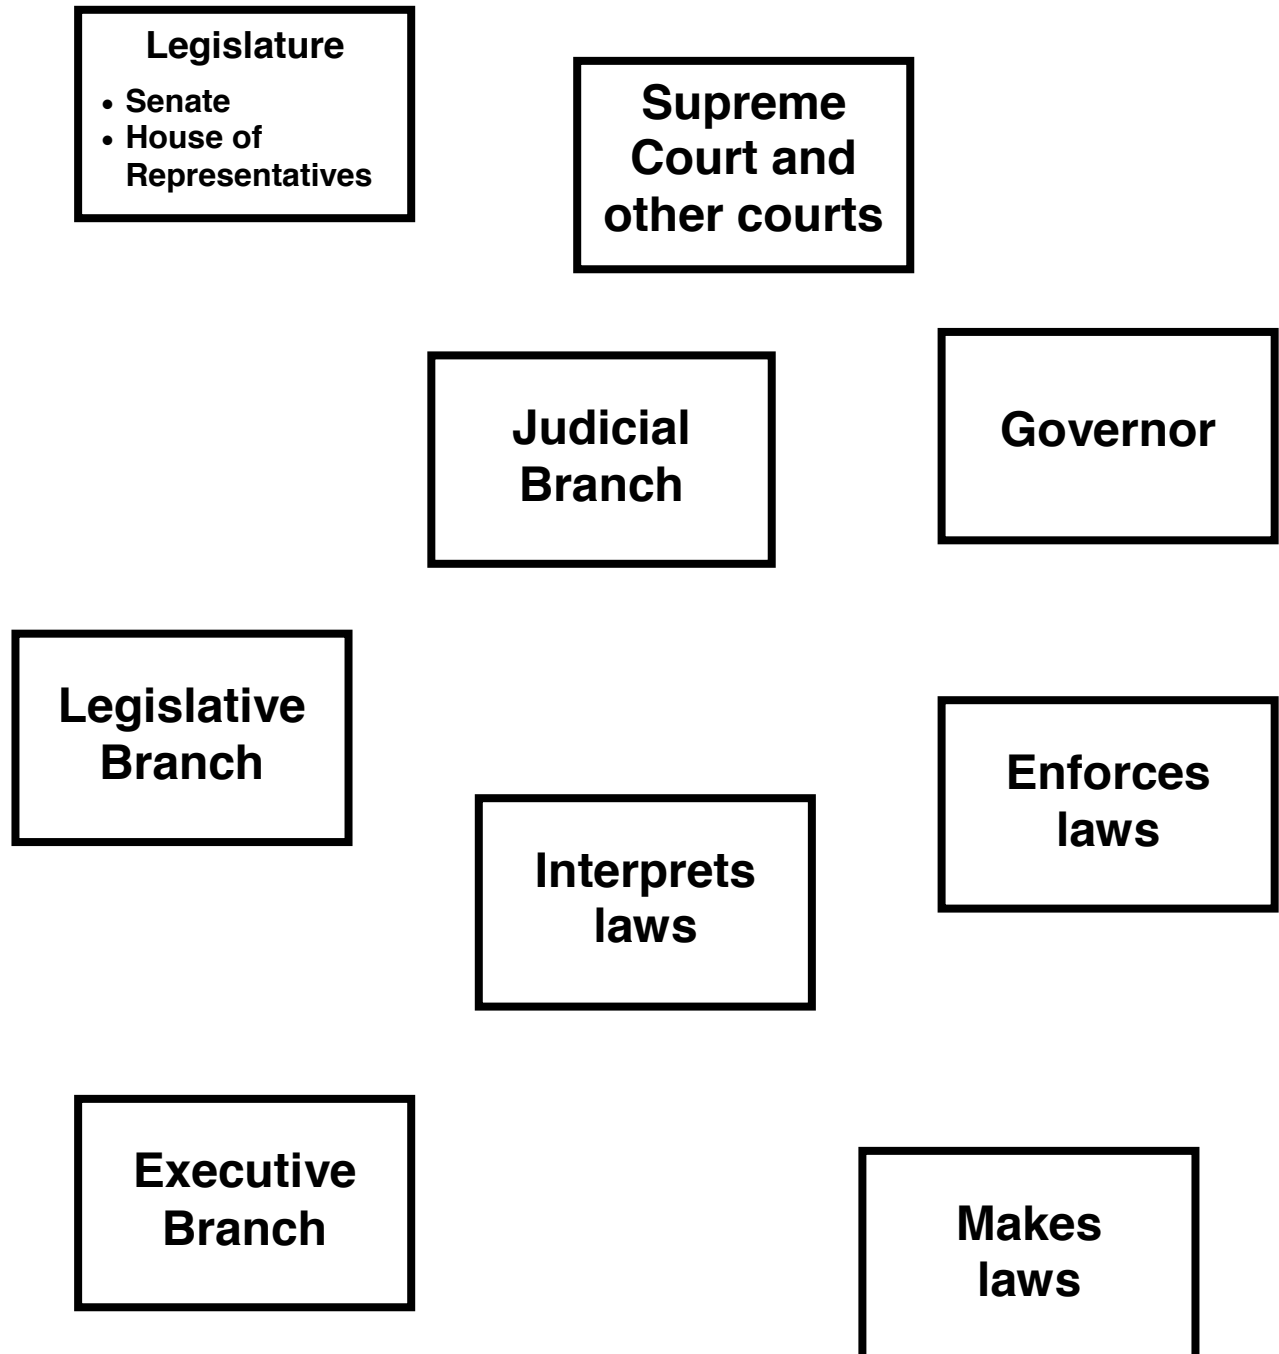 Legislature
• Senate
• House of
Representatives
Supreme
Court and
other courts
Judicial
Branch
Governor
Legislative
Branch
Enforces
laws
Interprets
laws
Executive
Branch
Makes
laws